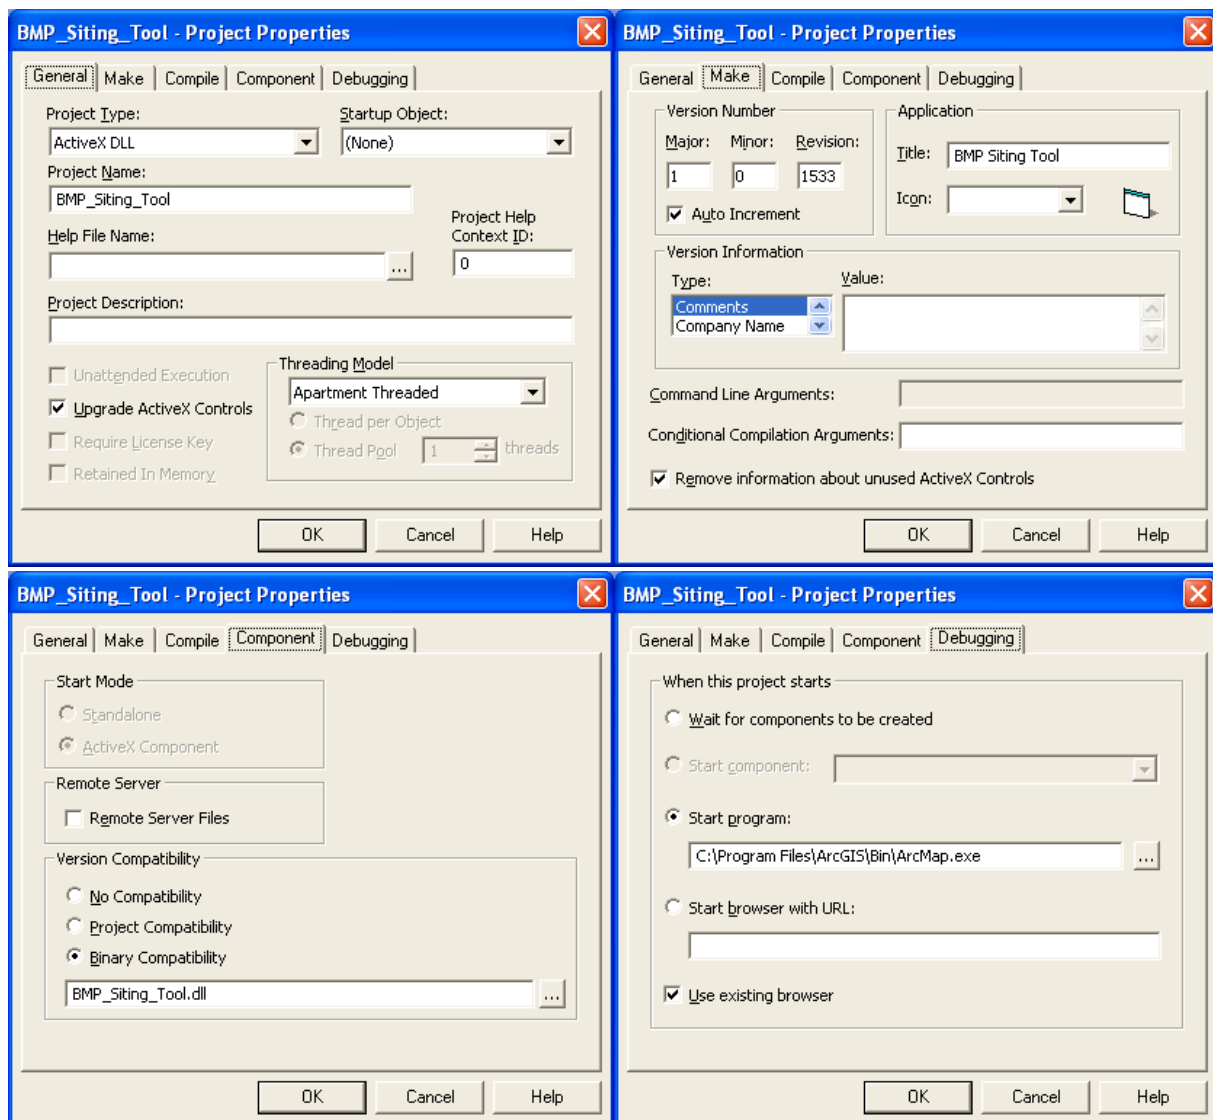 BMP_Siting_Tool - Project Properties
General Make Compile Component Debugging
Project Type:
Startup Object:
ActiveX DLL
(None)
Project Name:
BMP_Siting_Tool
Project Help
Context ID:
Help File Name:
...
0
Project Description:
Unattended Execution
Upgrade ActiveX Controls
Require License Key
Retained In Memory
Threading Model
Apartment Threaded
Thread per Object
Thread Pool 1 threads
OK Cancel Help
BMP_Siting_Tool - Project Properties
General Make Compile Component Debugging
Version Number
Major: Minor: Revision:
1 0 1533
Auto Increment
Application
Title: BMP Siting Tool
Icon:
Version Information
Type:
Value:
Comments
Company Name
Command Line Arguments:
Conditional Compilation Arguments:
Remove information about unused ActiveX Controls
OK Cancel Help
BMP_Siting_Tool - Project Properties
General Make Compile Component Debugging
Start Mode
Standalone
ActiveX Component
Remote Server
Remote Server Files
Version Compatibility
No Compatibility
Project Compatibility
Binary Compatibility
BMP_Siting_Tool.dll ...
OK Cancel Help
BMP_Siting_Tool - Project Properties
General Make Compile Component Debugging
When this project starts
Wait for components to be created
Start component:
Start program:
C:\Program Files\ArcGIS\Bin\ArcMap.exe ...
Start browser with URL:
Use existing browser
OK Cancel Help